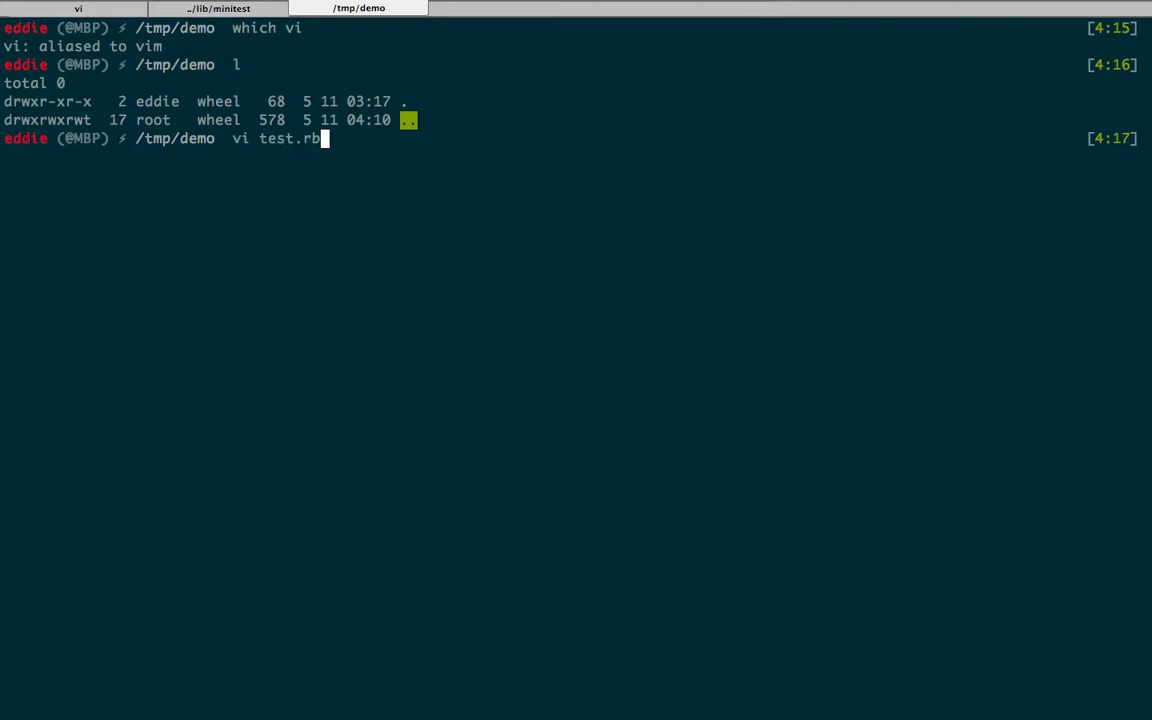 vi ../lib/minitest /tmp/demo
eddie (@MBP) ⚡ /tmp/demo which vi [4:15]
vi: aliased to vim
eddie (@MBP) ⚡ /tmp/demo l [4:16]
total 0
drwxr-xr-x 2 eddie wheel 68 5 11 03:17 .
drwxrwxrwt 17 root wheel 578 5 11 04:10 ..
eddie (@MBP) ⚡ /tmp/demo vi test.rb [4:17]